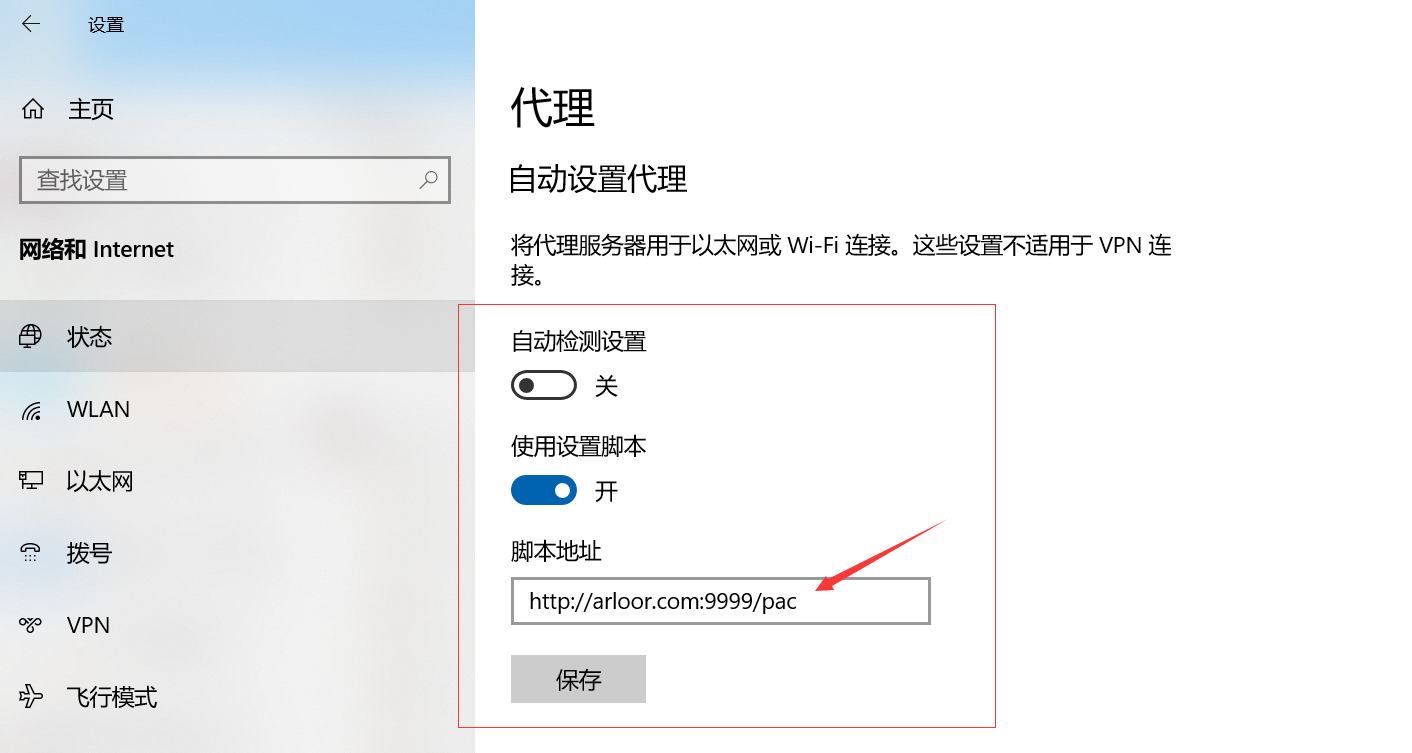 设置
主页
查找设置
网络和 Internet
状态
WLAN
以太网
拨号
VPN
飞行模式
代理
自动设置代理
将代理服务器用于以太网或 Wi-Fi 连接。这些设置不适用于 VPN 连
接。
自动检测设置
关
使用设置脚本
开
脚本地址
http://arloor.com:9999/pac
保存